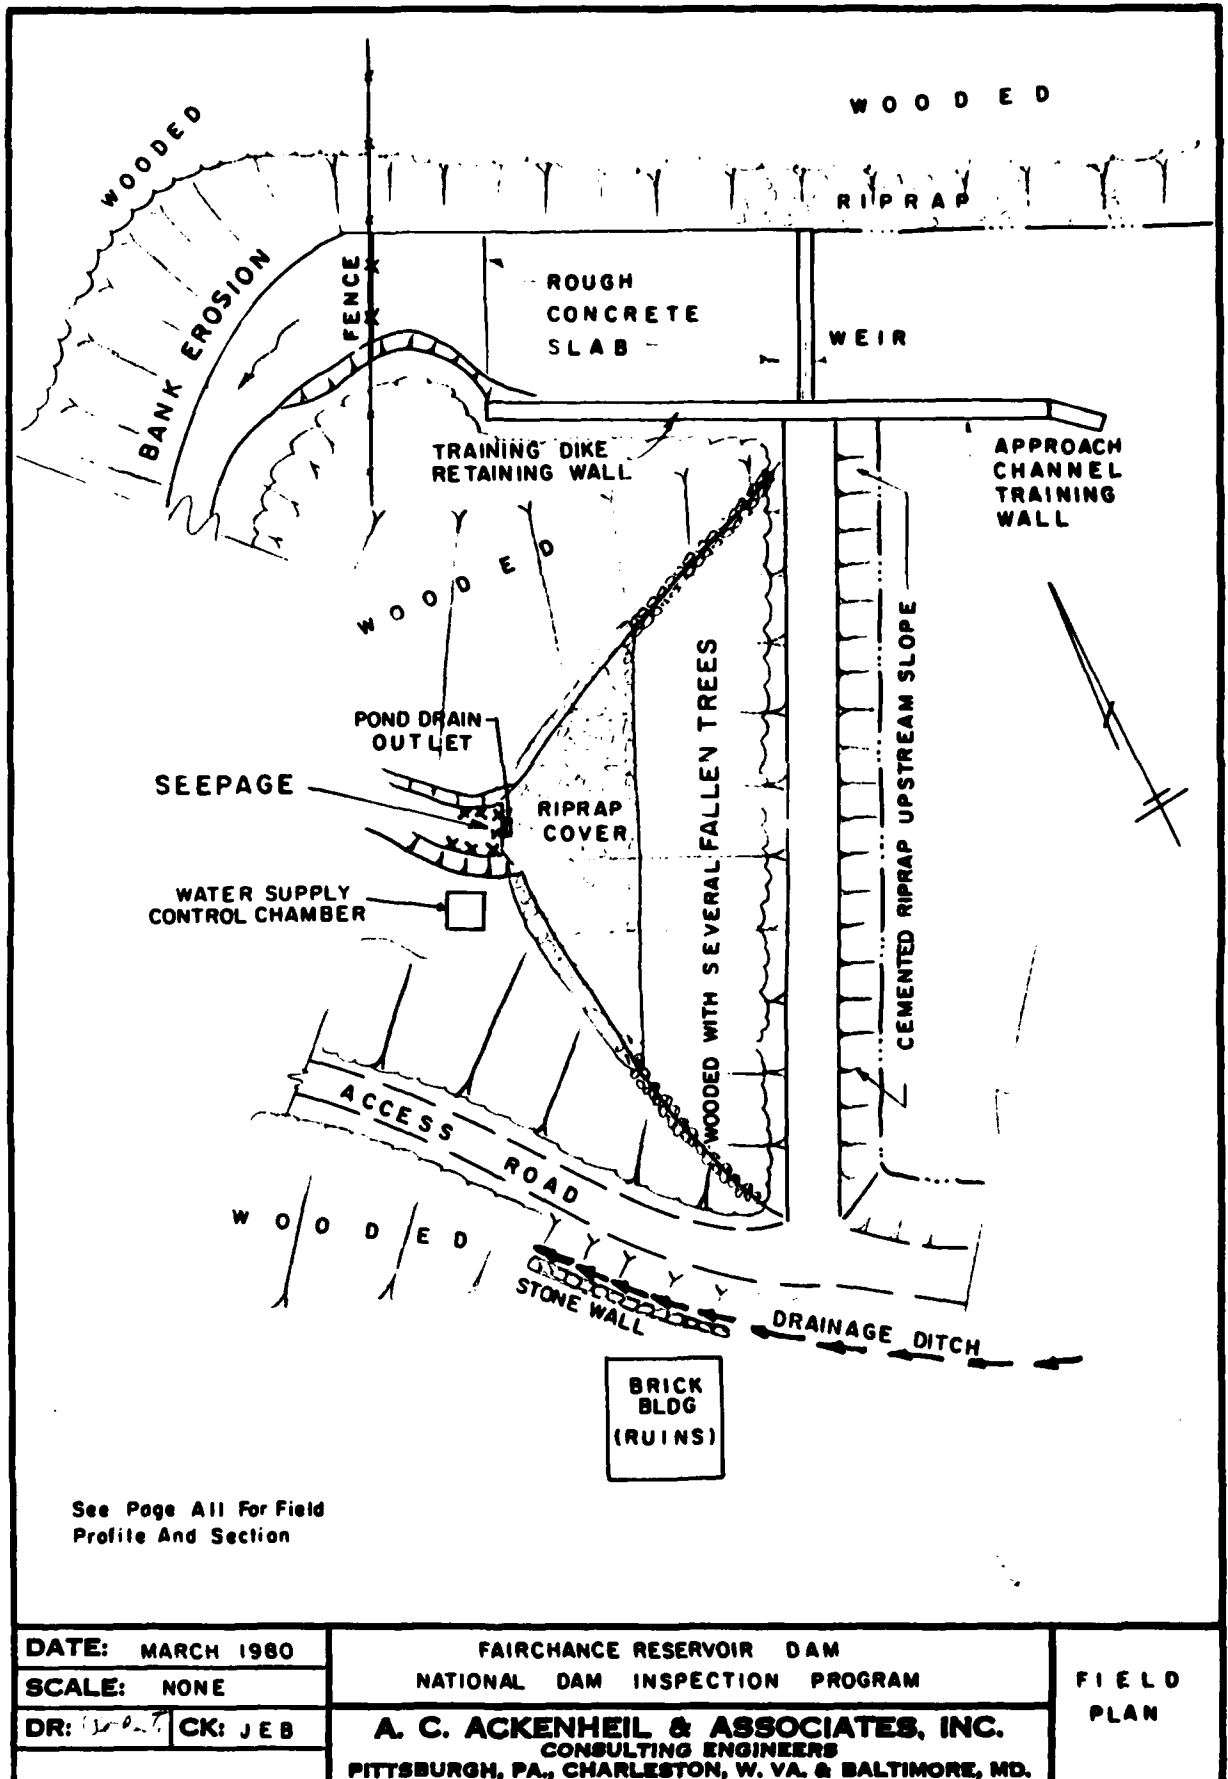 WOODED
WOODED
RIPRAP
BANK EROSION
FENCE
ROUGH
CONCRETE
SLAB
WEIR
TRAINING DIKE
RETAINING WALL
APPROACH
CHANNEL
TRAINING
WALL
WOODED
POND DRAIN
OUTLET
SEEPAGE
RIPRAP
COVER
WOODED WITH SEVERAL FALLEN TREES
CEMENTED RIPRAP UPSTREAM SLOPE
WATER SUPPLY
CONTROL CHAMBER
ACCESS ROAD
WOODED
STONE WALL
DRAINAGE DITCH
BRICK
BLDG
(RUINS)
See Page A11 For Field
Profile And Section
DATE: MARCH 1980
SCALE: NONE
DR:
CK: JEB
FAIRCHANCE RESERVOIR DAM
NATIONAL DAM INSPECTION PROGRAM
A. C. ACKENHEIL & ASSOCIATES, INC.
CONSULTING ENGINEERS
PITTSBURGH, PA., CHARLESTON, W. VA. & BALTIMORE, MD.
FIELD
PLAN